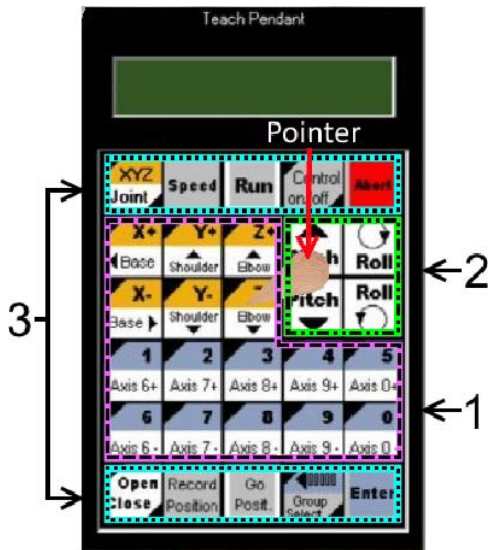 Teach Pendant
Pointer
XYZ Joint Speed Run Control on/off Abort
X+ Y+ Z+
Base Shoulder Elbow Roll
X- Y-
Base Shoulder Elbow Pitch Roll
1 2 3 4 5
Axis 6+ Axis 7+ Axis 8+ Axis 9+ Axis 0+
6 7 8 9 0
Axis 6 - Axis 7 - Axis 8 - Axis 9 - Axis 0
Open Close Record Position Go Posit. Group Select Enter
3
2
1